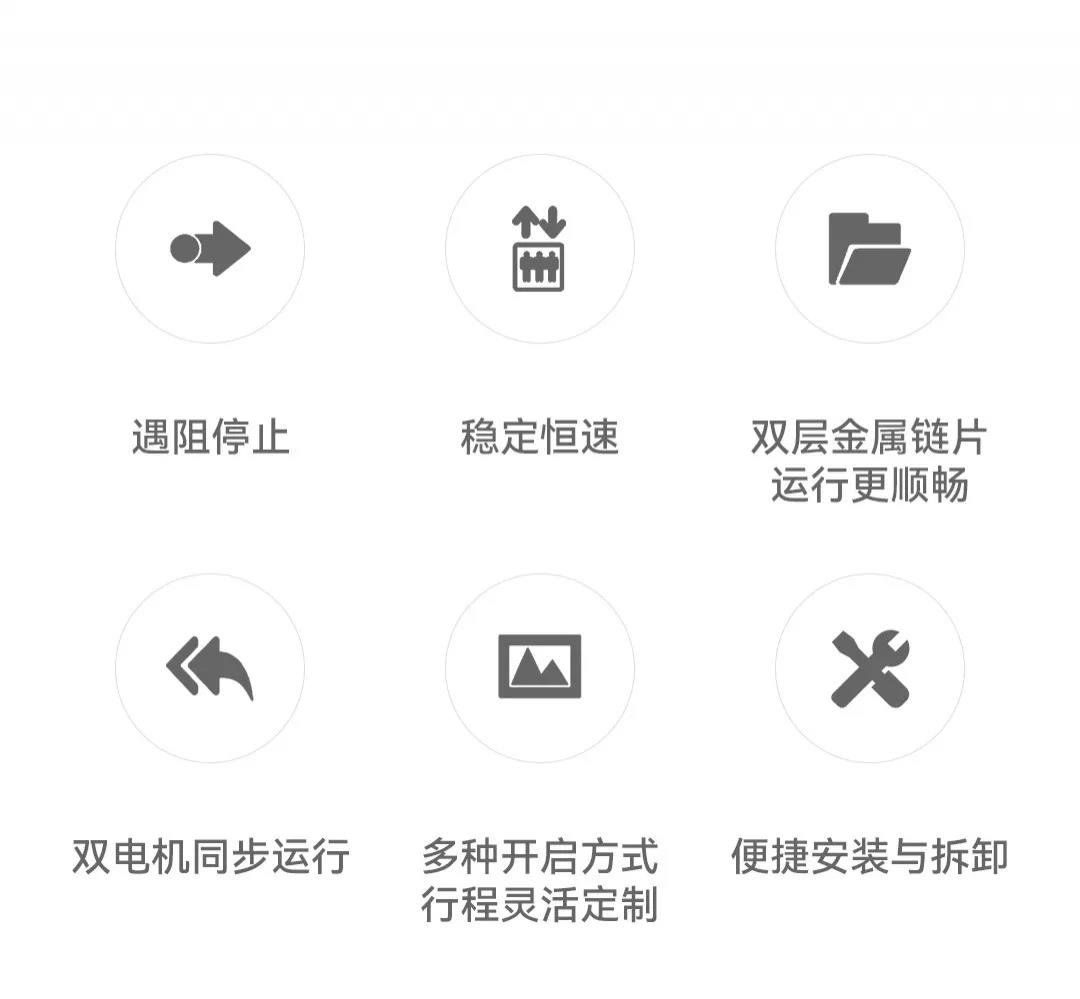 遇阻停止
稳定恒速
双层金属链片
运行更顺畅
双电机同步运行
多种开启方式
行程灵活定制
便捷安装与拆卸